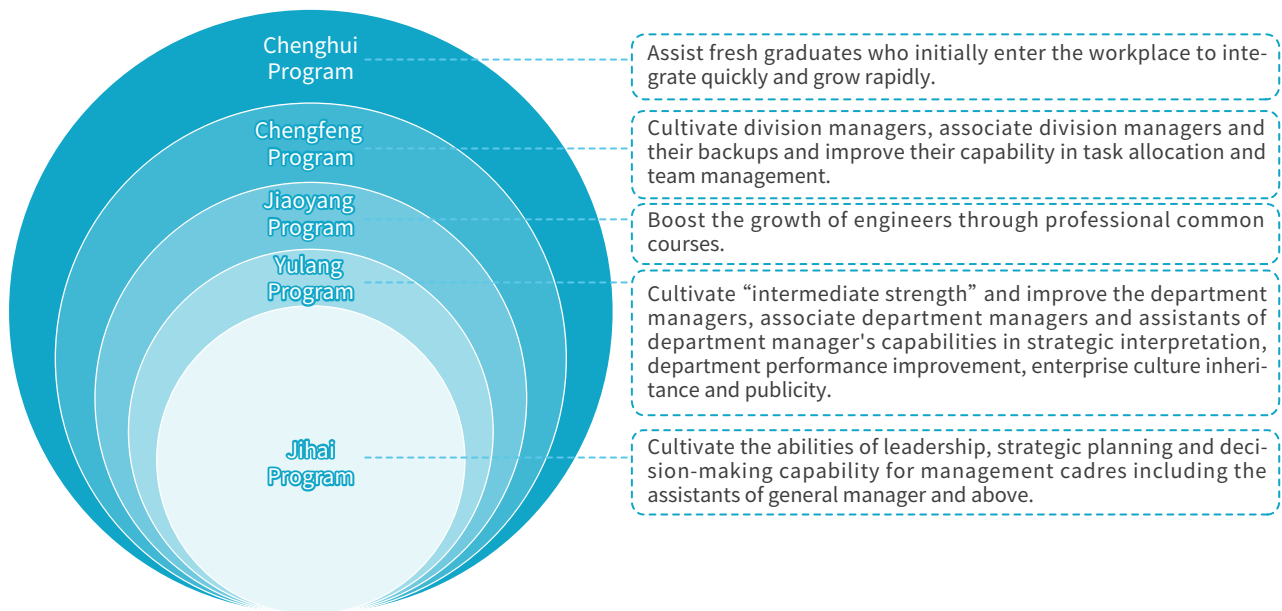 Chenghui
Program
Assist fresh graduates who initially enter the workplace to inte-
grate quickly and grow rapidly.
Chengfeng
Program
Cultivate division managers, associate division managers and
their backups and improve their capability in task allocation and
team management.
Jiaoyang
Program
Boost the growth of engineers through professional common
courses.
Yulang
Program
Cultivate “intermediate strength” and improve the department
managers, associate department managers and assistants of
department manager's capabilities in strategic interpretation,
department performance improvement, enterprise culture inheri-
tance and publicity.
Jihai
Program
Cultivate the abilities of leadership, strategic planning and deci-
sion-making capability for management cadres including the
assistants of general manager and above.